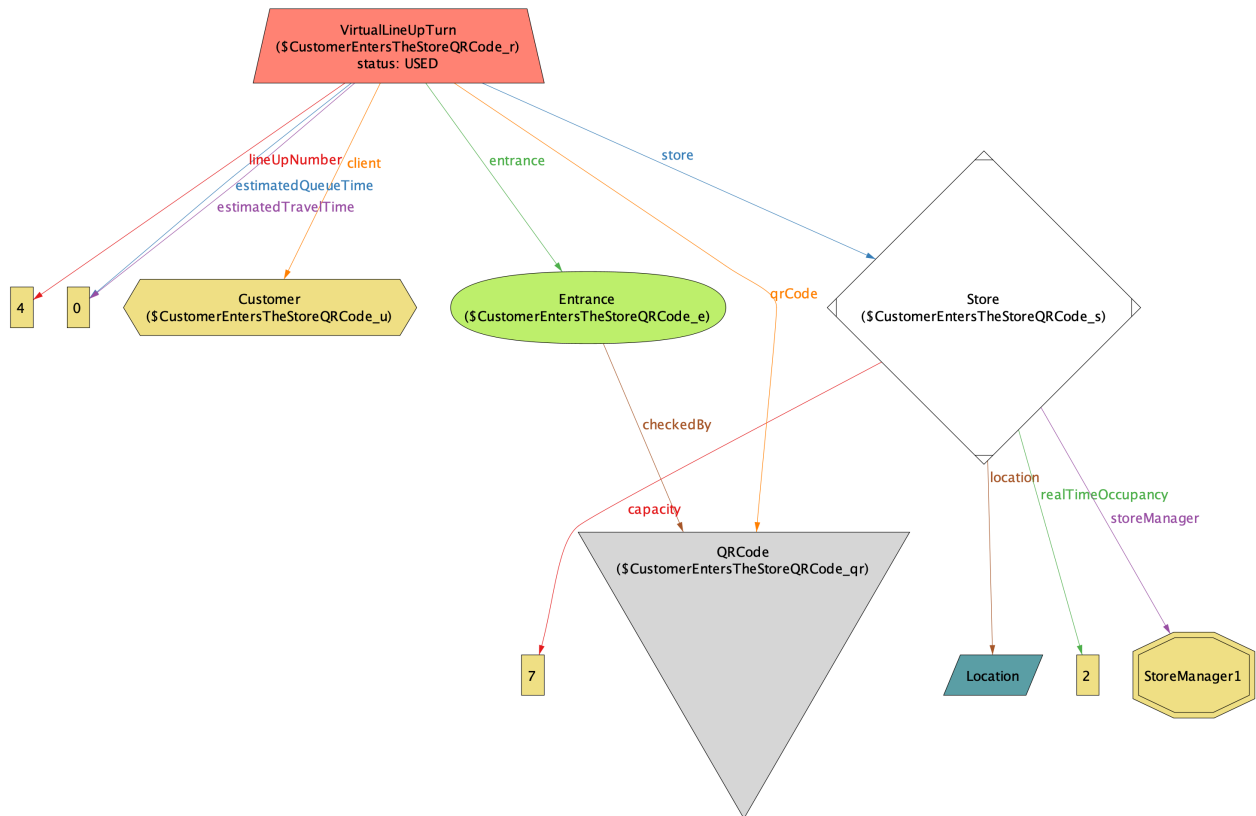 VirtualLineUpTurn
($CustomerEntersTheStoreQRCode_r)
status: USED
lineUpNumber
client
entrance
store
estimatedQueueTime
estimatedTravelTime
qrCode
4
0
Customer
($CustomerEntersTheStoreQRCode_u)
Entrance
($CustomerEntersTheStoreQRCode_e)
Store
($CustomerEntersTheStoreQRCode_s)
checkedBy
location
realTimeOccupancy
capacity
storeManager
QRCode
($CustomerEntersTheStoreQRCode_qr)
7
Location
2
StoreManager1